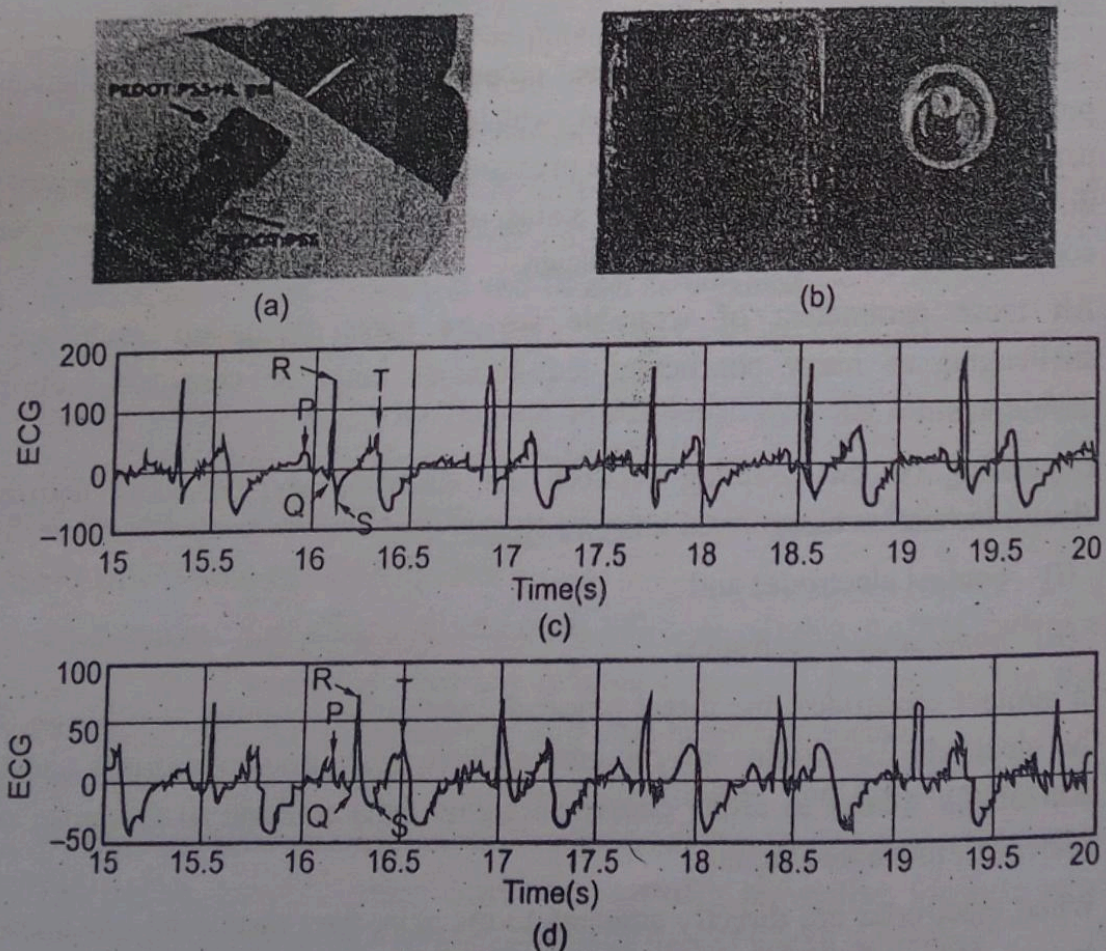 PEDOT:PSS+IL gel
PEDOT:PSS
(a)
(b)
200
100
0
-100
ECG
R
P
T
Q
S
15 15.5 16 16.5 17 17.5 18 18.5 19 19.5 20
Time(s)
(c)
100
50
0
-50
ECG
R
P
T
Q
S
15 15.5 16 16.5 17 17.5 18 18.5 19 19.5 20
Time(s)
(d)